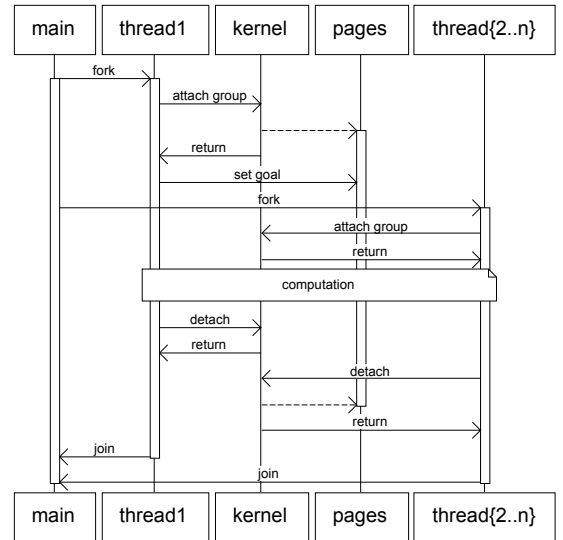 main thread1 kernel pages thread{2..n}
fork
attach group
return
set goal
fork
attach group
return
computation
detach
return
detach
return
join
join
main thread1 kernel pages thread{2..n}